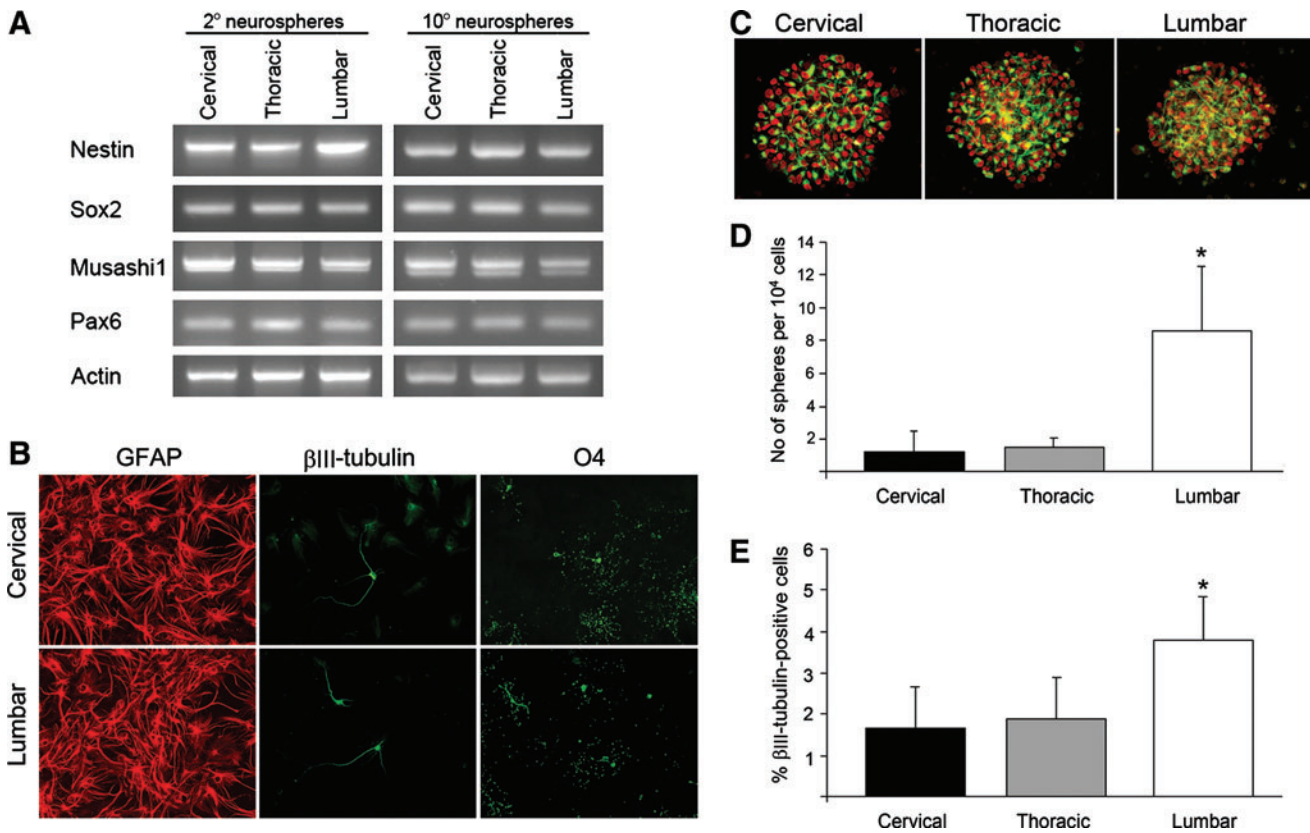 A
2° neurospheres
10° neurospheres
Cervical
Thoracic
Lumbar
Cervical
Thoracic
Lumbar
Nestin
Sox2
Musashi1
Pax6
Actin
B
GFAP
βIII-tubulin
O4
Cervical
Lumbar
C
Cervical
Thoracic
Lumbar
D
No of spheres per 10⁴ cells
14
12
10
8
6
4
2
*
Cervical
Thoracic
Lumbar
E
% βIII-tubulin-positive cells
6
5
4
3
2
1
*
Cervical
Thoracic
Lumbar